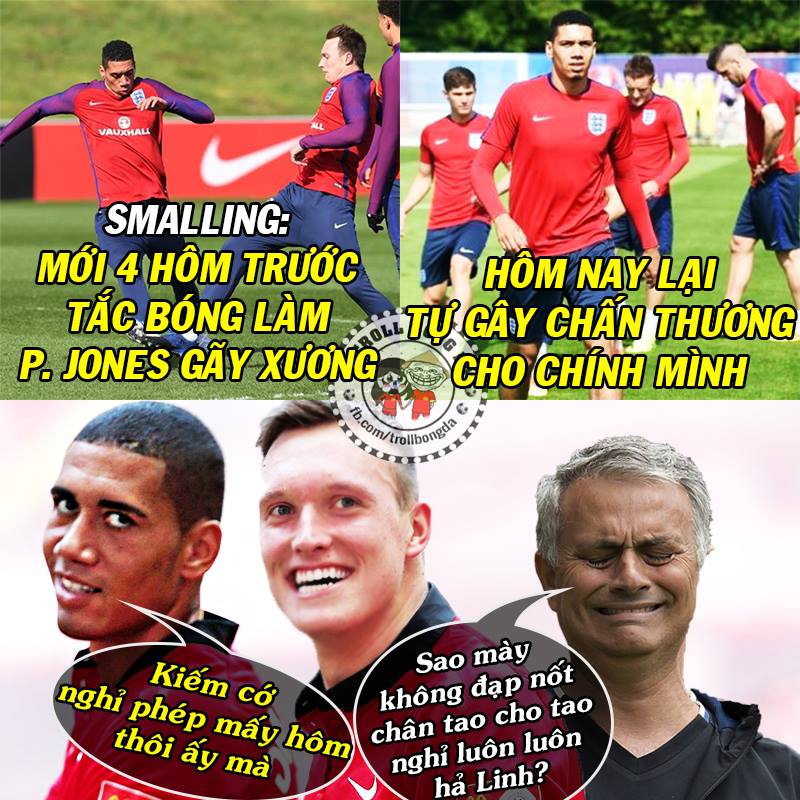 VAUXHALL
VAUXHALL
SMALLING:
MỚI 4 HÔM TRƯỚC
TẮC BÓNG LÀM
P. JONES GÃY XƯƠNG
HÔM NAY LẠI
TỰ GÂY CHẤN THƯƠNG
CHO CHÍNH MÌNH
fb.com/trollbongda
Kiếm cớ
nghỉ phép mấy hôm
thôi ấy mà
Sao mày
không đạp nốt
chân tao cho tao
nghỉ luôn luôn
hả Linh?